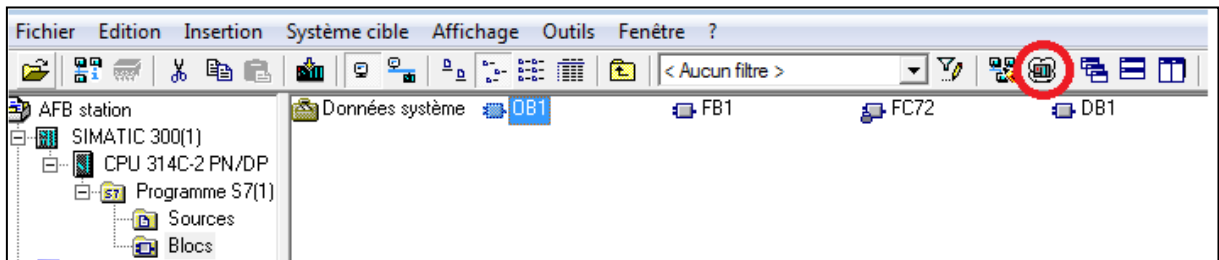 Fichier Edition Insertion Système cible Affichage Outils Fenêtre ?
< Aucun filtre >
AFB station
SIMATIC 300(1)
CPU 314C-2 PN/DP
S7 Programme S7(1)
Sources
Blocs
Données système OB1 FB1 FC72 DB1